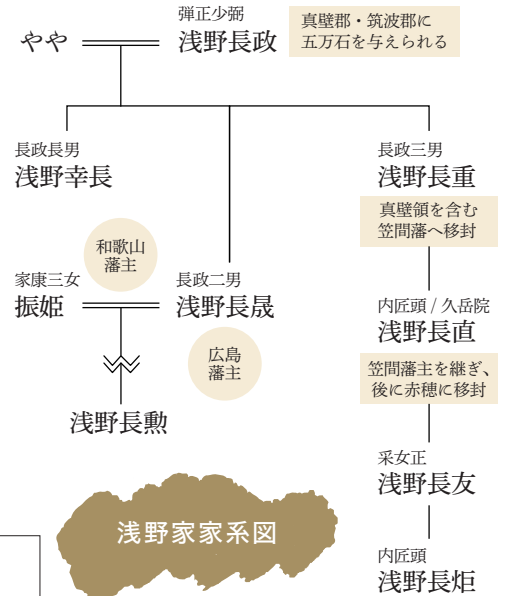 弾正少弼
やや
浅野長政
真壁郡・筑波郡に
五万石を与えられる
長政長男
浅野幸長
長政三男
浅野長重
真壁領を含む
笠間藩へ移封
和歌山
藩主
家康三女
振姫
長政二男
浅野長晟
広島
藩主
浅野長勲
内匠頭 / 久岳院
浅野長直
笠間藩主を継ぎ、
後に赤穂に移封
采女正
浅野長友
内匠頭
浅野長矩
浅野家家系図